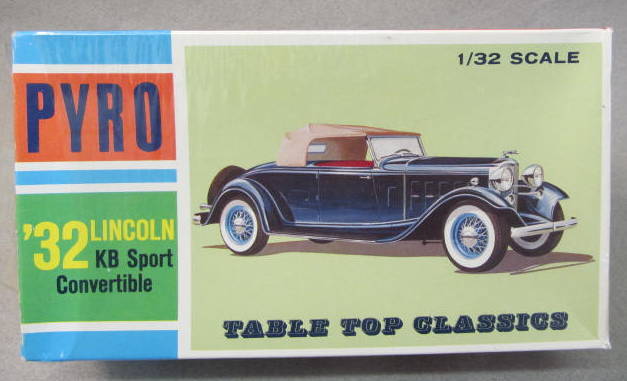 PYRO
'32 LINCOLN
KB Sport
Convertible
1/32 SCALE
TABLE TOP CLASSICS